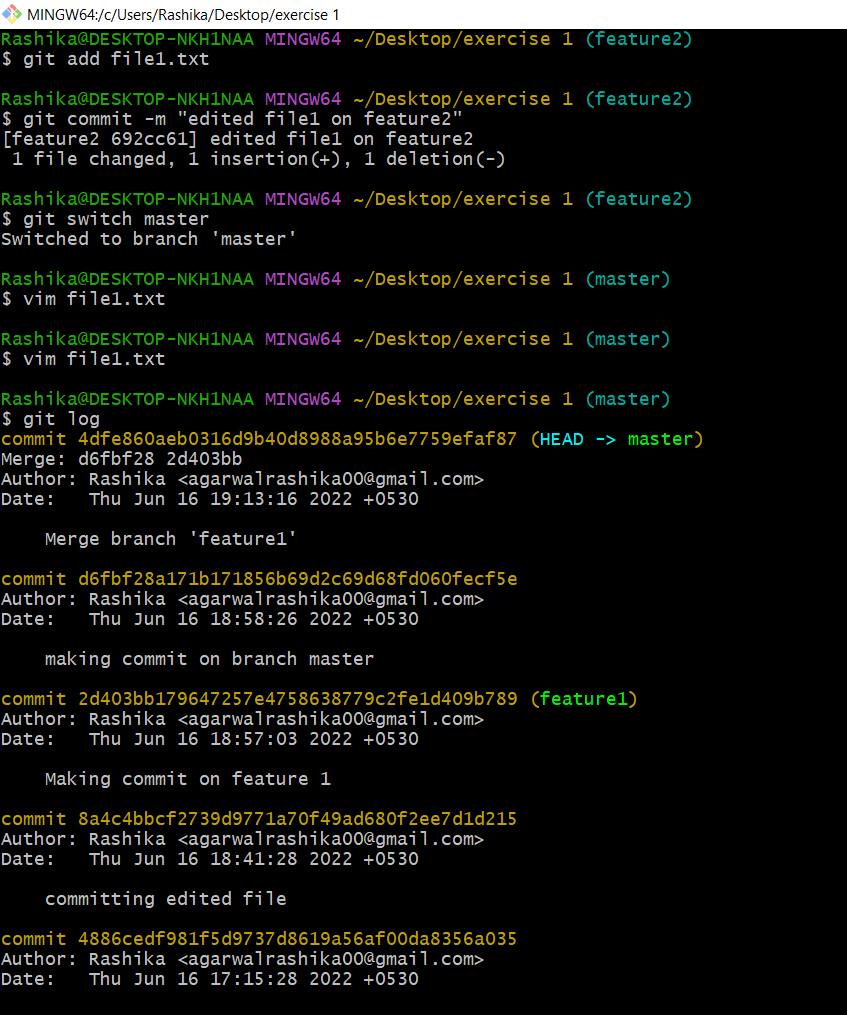 MINGW64:/c/Users/Rashika/Desktop/exercise 1
Rashika@DESKTOP-NKH1NAA MINGW64 ~/Desktop/exercise 1 (feature2)
$ git add file1.txt
Rashika@DESKTOP-NKH1NAA MINGW64 ~/Desktop/exercise 1 (feature2)
$ git commit -m "edited file1 on feature2"
[feature2 692cc61] edited file1 on feature2
 1 file changed, 1 insertion(+), 1 deletion(-)
Rashika@DESKTOP-NKH1NAA MINGW64 ~/Desktop/exercise 1 (feature2)
$ git switch master
Switched to branch 'master'
Rashika@DESKTOP-NKH1NAA MINGW64 ~/Desktop/exercise 1 (master)
$ vim file1.txt
Rashika@DESKTOP-NKH1NAA MINGW64 ~/Desktop/exercise 1 (master)
$ vim file1.txt
Rashika@DESKTOP-NKH1NAA MINGW64 ~/Desktop/exercise 1 (master)
$ git log
commit 4dfe860aeb0316d9b40d8988a95b6e7759efaf87 (HEAD -> master)
Merge: d6fbf28 2d403bb
Author: Rashika <agarwalrashika00@gmail.com>
Date:   Thu Jun 16 19:13:16 2022 +0530
    Merge branch 'feature1'
commit d6fbf28a171b171856b69d2c69d68fd060fecf5e
Author: Rashika <agarwalrashika00@gmail.com>
Date:   Thu Jun 16 18:58:26 2022 +0530
    making commit on branch master
commit 2d403bb179647257e4758638779c2fe1d409b789 (feature1)
Author: Rashika <agarwalrashika00@gmail.com>
Date:   Thu Jun 16 18:57:03 2022 +0530
    Making commit on feature 1
commit 8a4c4bbcf2739d9771a70f49ad680f2ee7d1d215
Author: Rashika <agarwalrashika00@gmail.com>
Date:   Thu Jun 16 18:41:28 2022 +0530
    committing edited file
commit 4886cedf981f5d9737d8619a56af00da8356a035
Author: Rashika <agarwalrashika00@gmail.com>
Date:   Thu Jun 16 17:15:28 2022 +0530